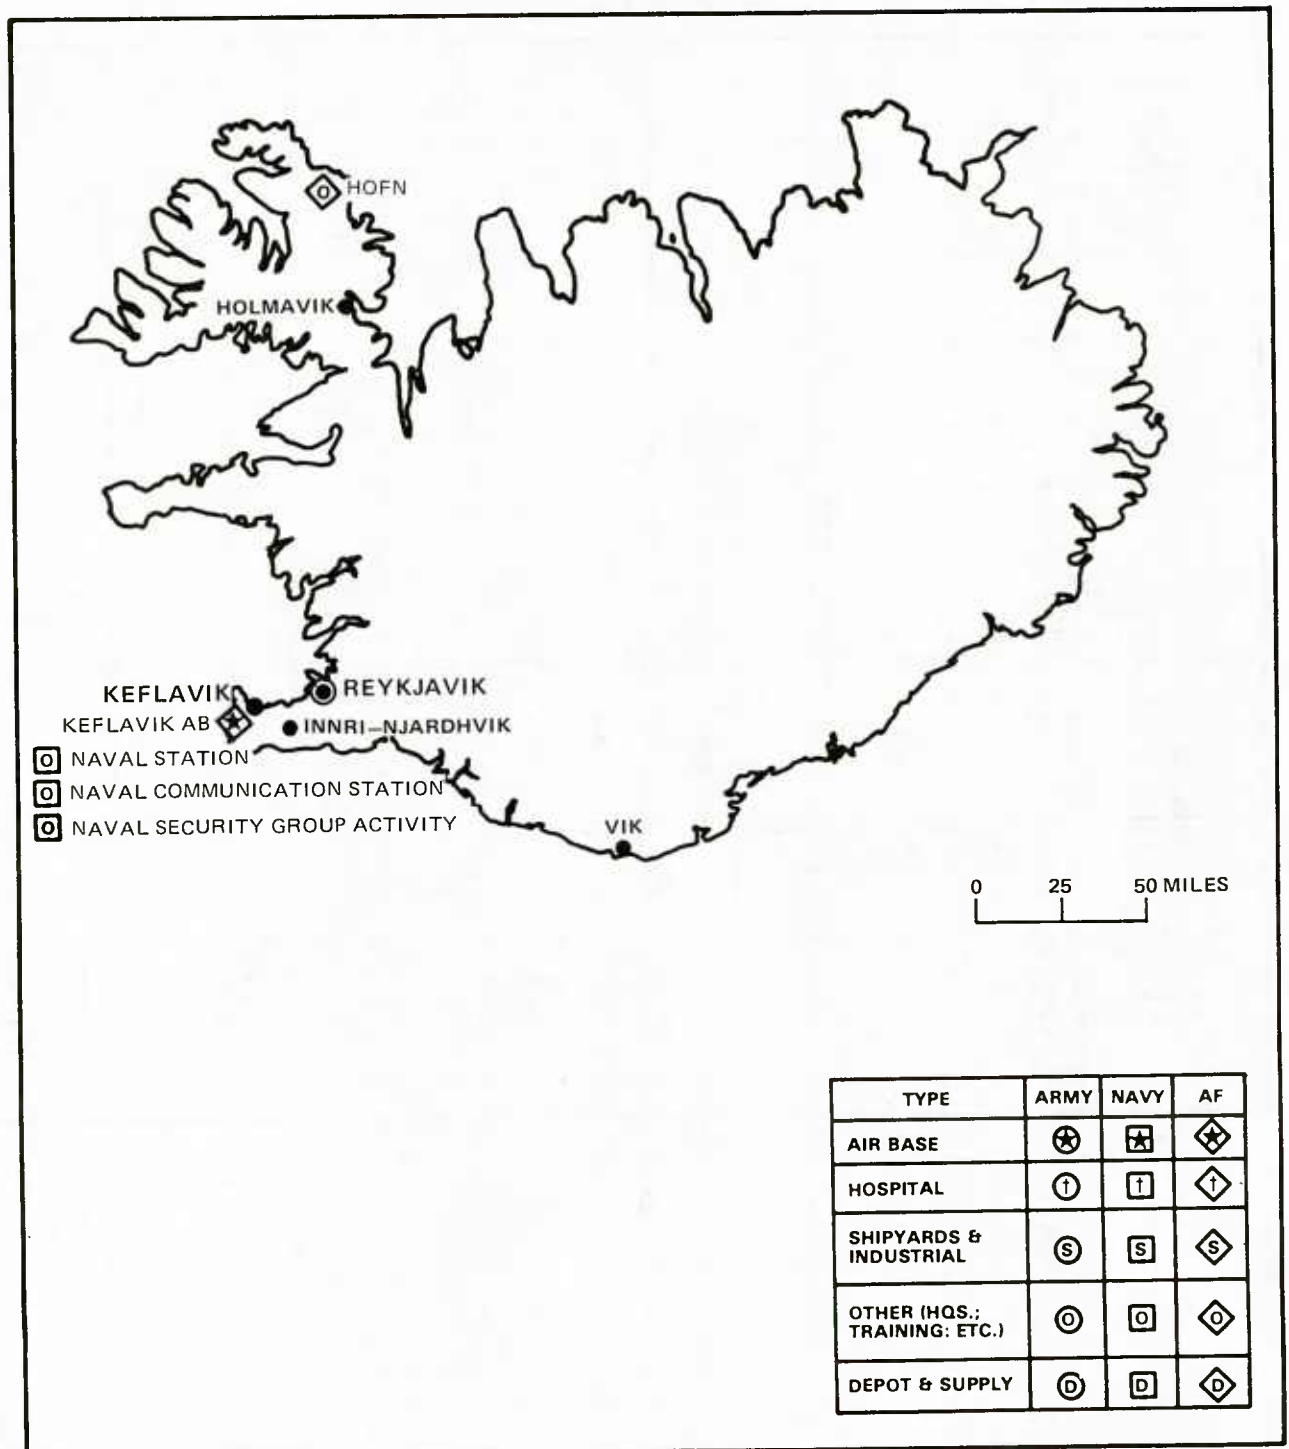 HOFN
HOLMAVIK
KEFLAVIK
REYKJAVIK
KEFLAVIK AB
INNRI–NJARDHVIK
O NAVAL STATION
O NAVAL COMMUNICATION STATION
O NAVAL SECURITY GROUP ACTIVITY
VIK
0 25 50 MILES
TYPE ARMY NAVY AF
AIR BASE
HOSPITAL † † †
SHIPYARDS &
INDUSTRIAL S S S
OTHER (HQS.;
TRAINING: ETC.) O O O
DEPOT & SUPPLY D D D